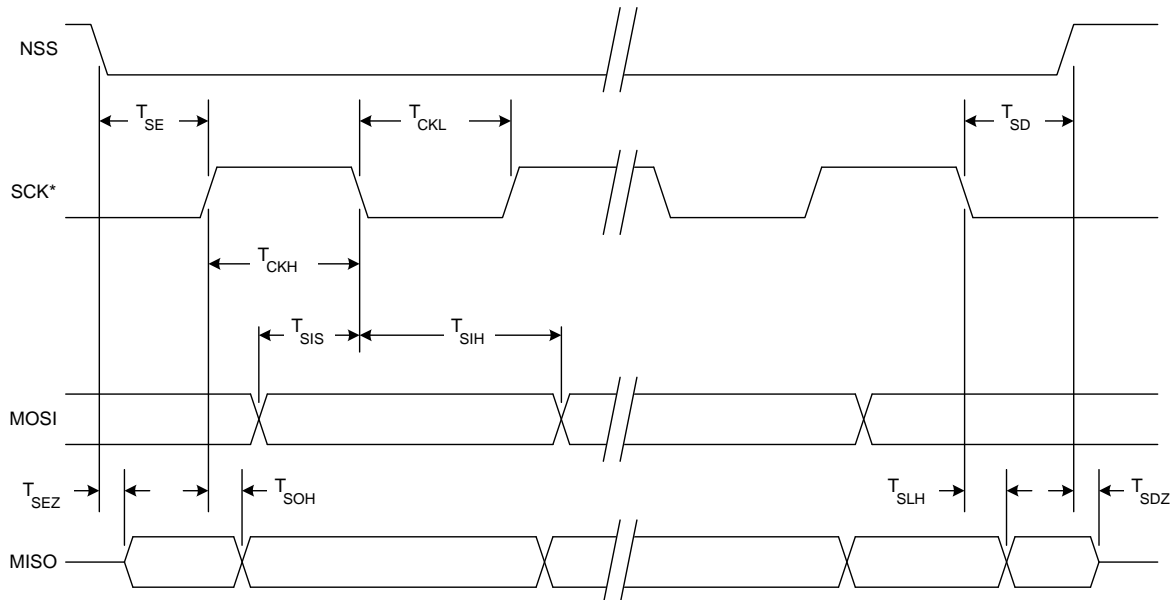 NSS
T_SE
T_CKL
T_SD
SCK*
T_CKH
T_SIS
T_SIH
MOSI
T_SEZ
T_SOH
T_SLH
T_SDZ
MISO